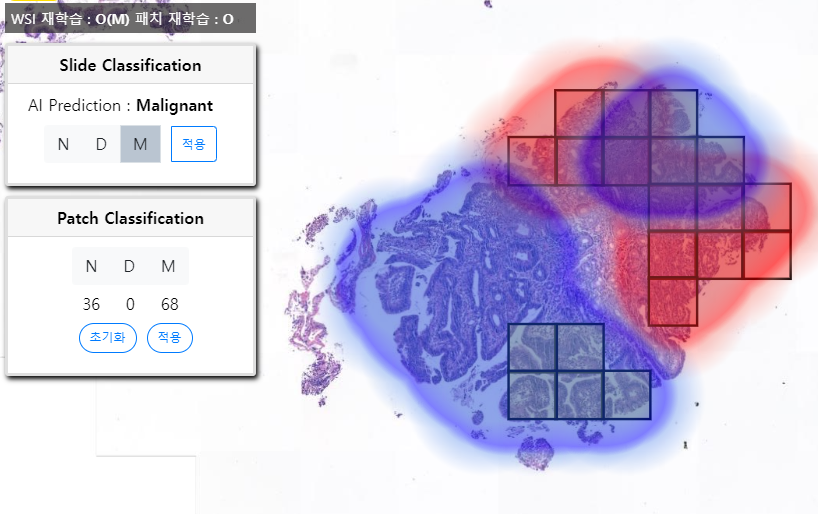 WSI 재학습 : O(M) 패치 재학습 : O
Slide Classification
AI Prediction : Malignant
N D M 적용
Patch Classification
N D M
36 0 68
초기화 적용